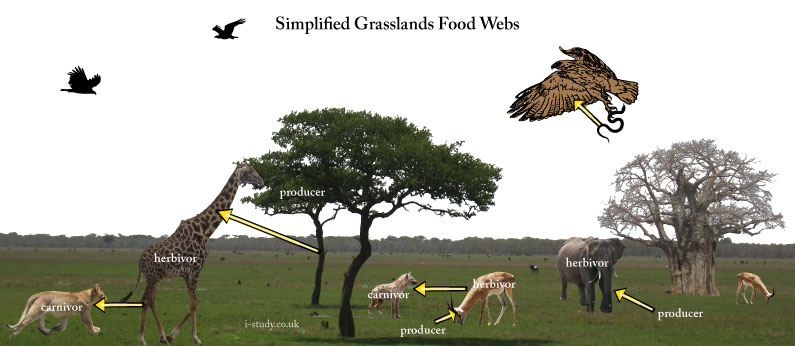 Simplified Grasslands Food Webs
producer
herbivor
herbivor
herbivor
carnivor
carnivor
producer
producer
i-study.co.uk